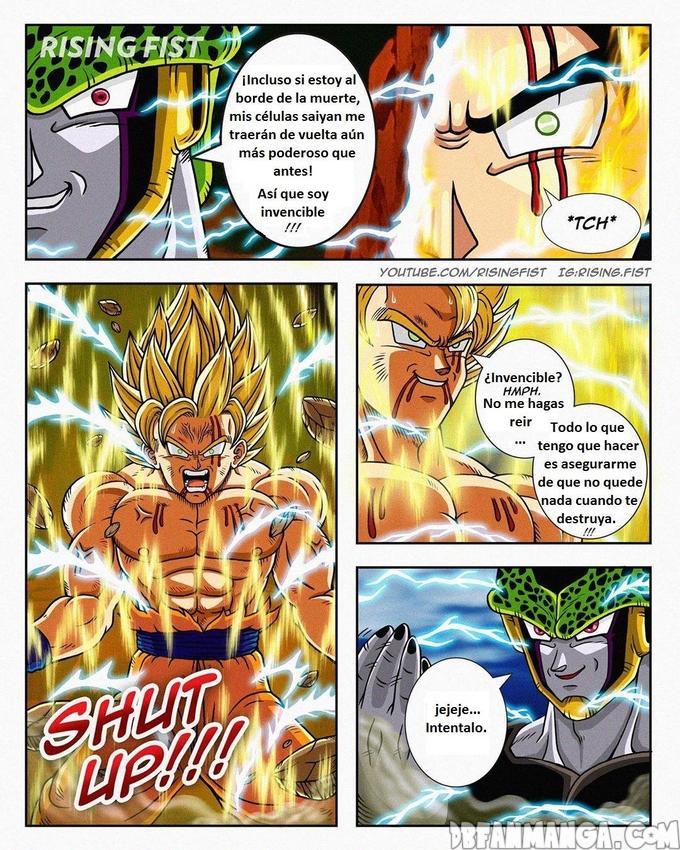 RISING FIST
¡Incluso si estoy al
borde de la muerte,
mis células saiyan me
traerán de vuelta aún
más poderoso que
antes!
Así que soy
invencible
!!!
*TCH*
YOUTUBE.COM/RISINGFIST IG:RISING.FIST
SHUT
UP!!!
¿Invencible?
HMPH.
No me hagas
reir
...
Todo lo que
tengo que hacer
es asegurarme
de que no quede
nada cuando te
destruya.
!!!
jejeje...
Intentalo.
DBFANMANGA.COM